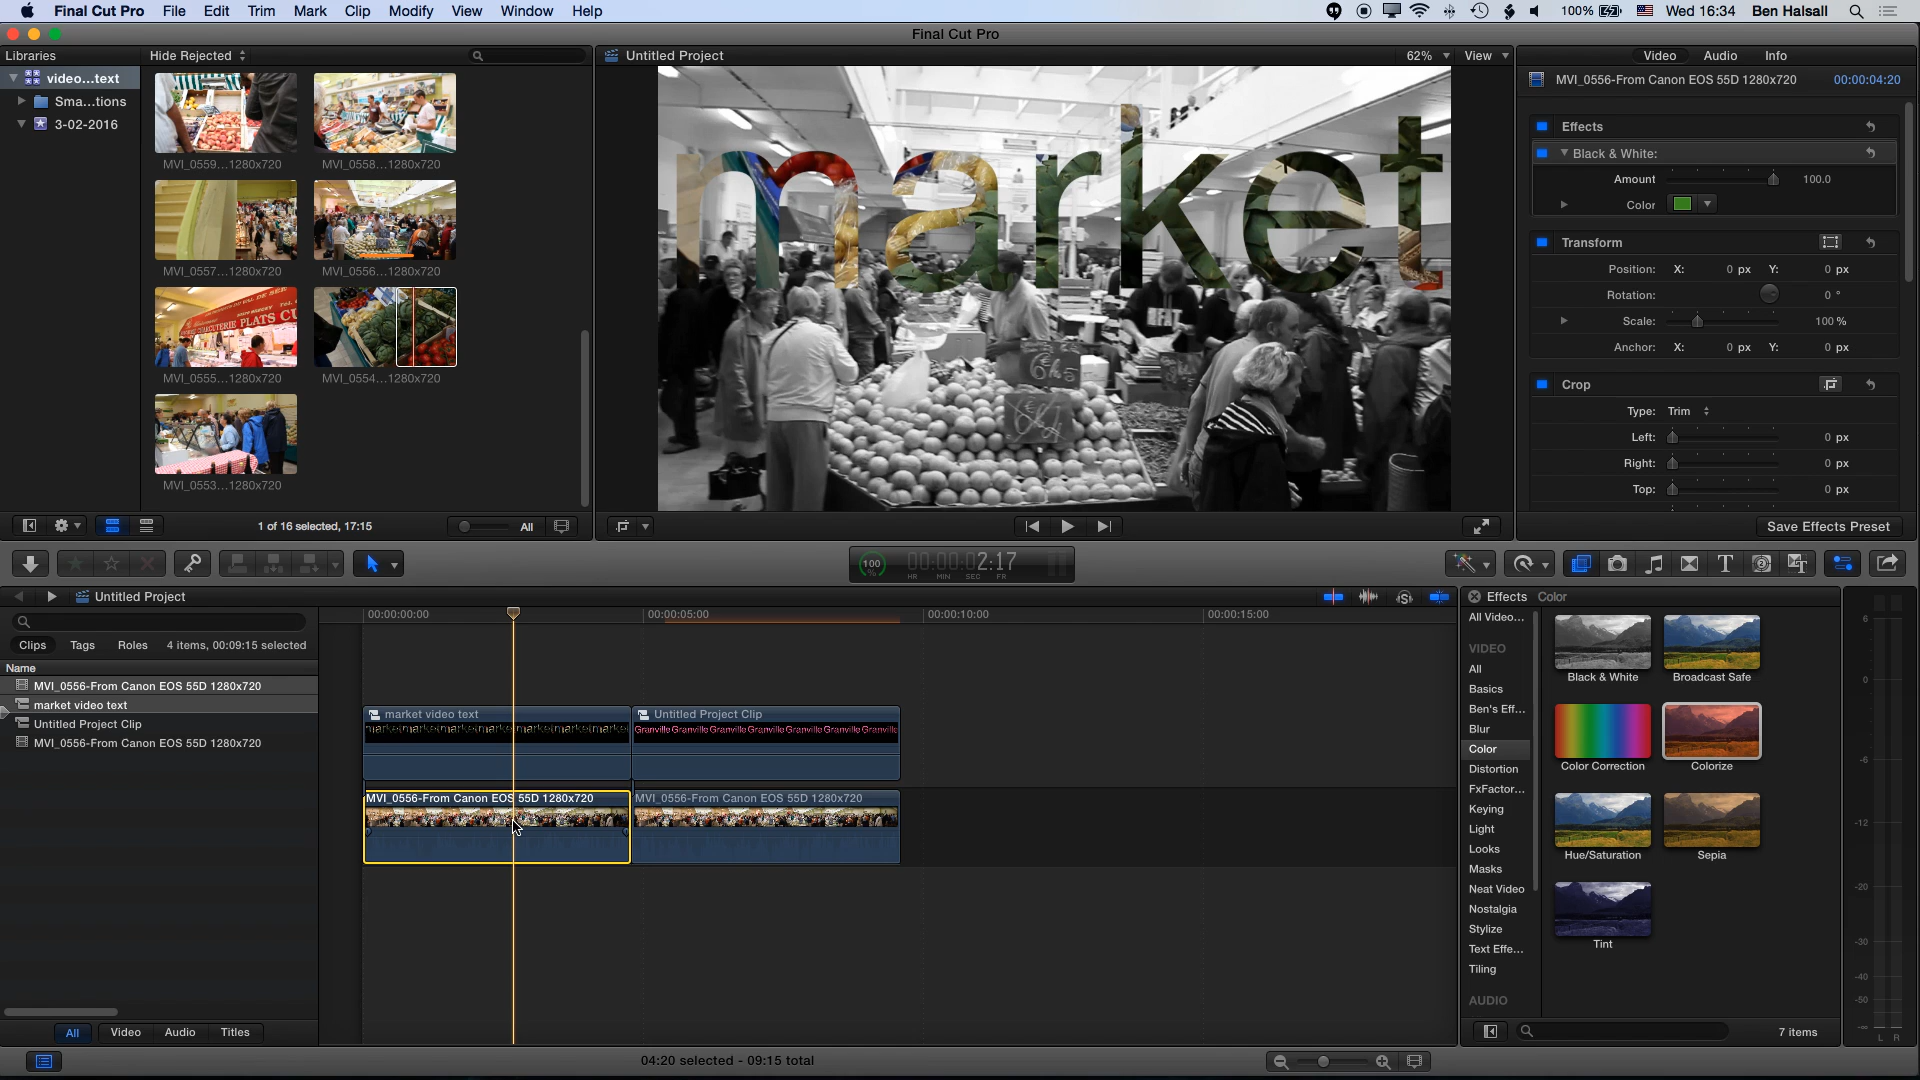 Final Cut Pro File Edit Trim Mark Clip Modify View Window Help 100% Wed 16:34 Ben Halsall
Final Cut Pro
Libraries Hide Rejected
video...text
Sma...tions
3-02-2016
MVI_0559...1280x720 MVI_0558...1280x720
MVI_0557...1280x720 MVI_0556...1280x720
MVI_0555...1280x720 MVI_0554...1280x720
MVI_0553...1280x720
1 of 16 selected, 17:15 All
Untitled Project 62% View
market
Video Audio Info
MVI_0556-From Canon EOS 55D 1280x720 00:00:04:20
Effects
Black & White:
Amount 100.0
Color
Transform
Position: X: 0 px Y: 0 px
Rotation: 0 °
Scale: 100 %
Anchor: X: 0 px Y: 0 px
Crop
Type: Trim
Left: 0 px
Right: 0 px
Top: 0 px
Save Effects Preset
100 % 00:00:02:17
HR MIN SEC FR
Untitled Project
Clips Tags Roles 4 items, 00:09:15 selected
Name
MVI_0556-From Canon EOS 55D 1280x720
market video text
Untitled Project Clip
MVI_0556-From Canon EOS 55D 1280x720
All Video Audio Titles
00:00:00:00 00:00:05:00 00:00:10:00 00:00:15:00
market video text Untitled Project Clip
MVI_0556-From Canon EOS 55D 1280x720 MVI_0556-From Canon EOS 55D 1280x720
04:20 selected - 09:15 total
Effects Color
All Video...
VIDEO
All
Basics
Ben's Eff...
Blur
Color
Distortion
FxFactor...
Keying
Light
Looks
Masks
Neat Video
Nostalgia
Stylize
Text Effe...
Tiling
AUDIO
Black & White Broadcast Safe
Color Correction Colorize
Hue/Saturation Sepia
Tint
7 items
6
0
-6
-12
-20
-30
-40
-50
-∞
L R